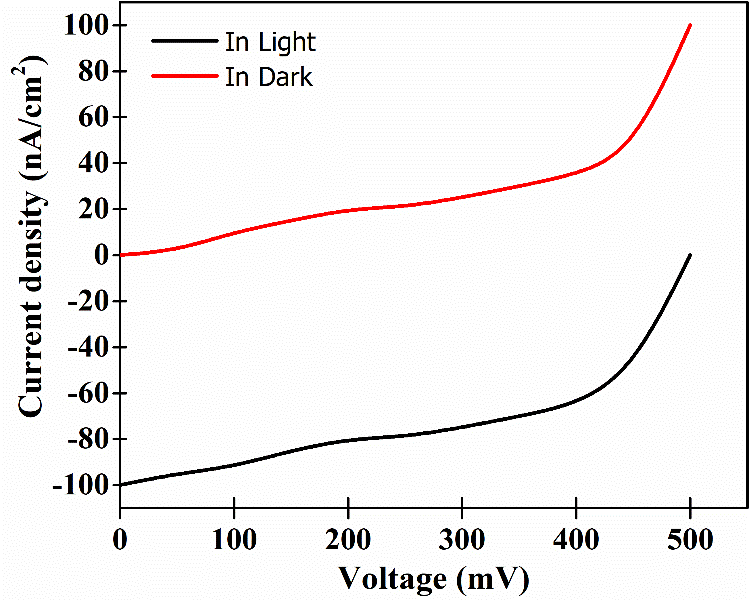 Current density (nA/cm²)
100
80
60
40
20
0
-20
-40
-60
-80
-100
In Light
In Dark
0 100 200 300 400 500
Voltage (mV)